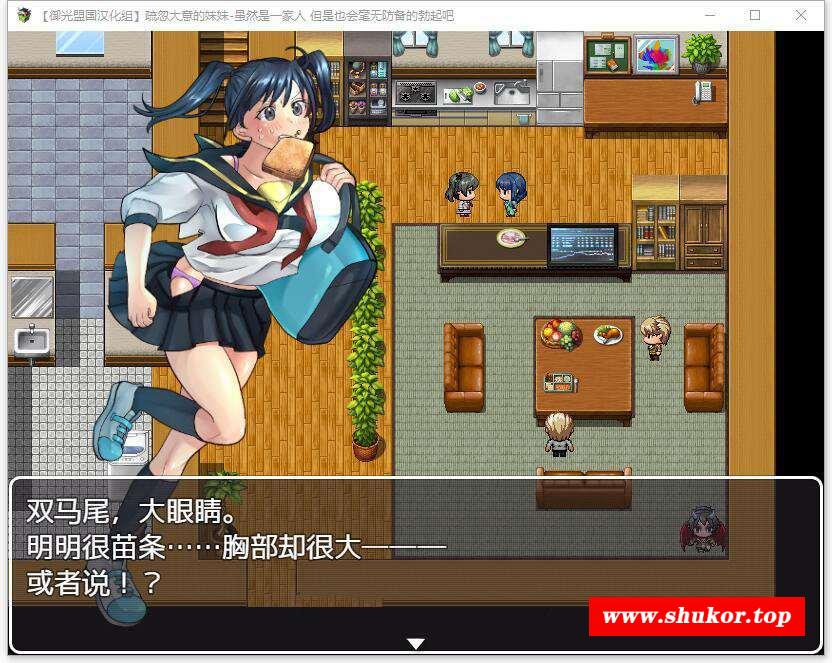 【御光盟国汉化组】疏忽大意的妹妹-虽然是一家人 但是也会毫无防备的勃起吧
双马尾，大眼睛。
明明很苗条……胸部却很大———
或者说！？
www.shukor.top